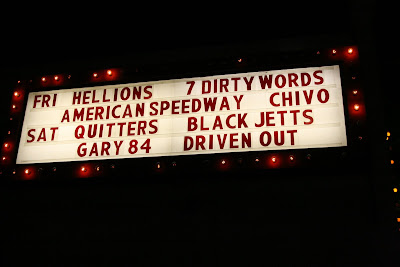 FRI HELLIONS 7 DIRTY WORDS
AMERICAN SPEEDWAY CHIVO
SAT QUITTERS BLACK JETTS
GARY 84 DRIVEN OUT